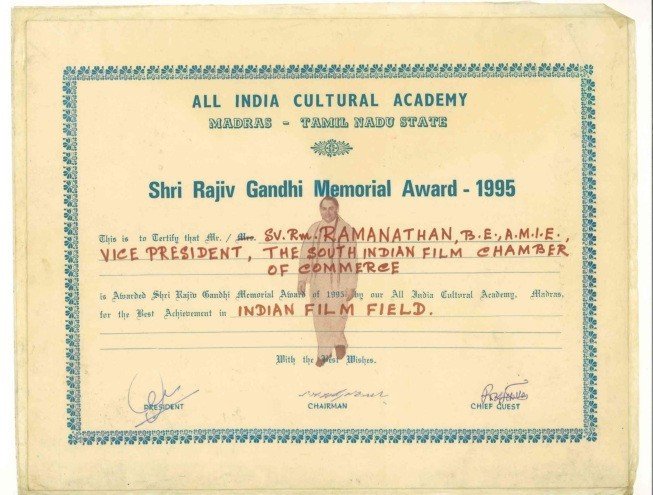 ALL INDIA CULTURAL ACADEMY
MADRAS - TAMIL NADU STATE
Shri Rajiv Gandhi Memorial Award - 1995
This is to Certify that Mr. / Mrs. SV. Rm. RAMANATHAN, B.E., A.M.I.E.,
VICE PRESIDENT, THE SOUTH INDIAN FILM CHAMBER
OF COMMERCE
is Awarded Shri Rajiv Gandhi Memorial Award of 1995 by our All India Cultural Academy, Madras,
for the Best Achievement in INDIAN FILM FIELD.
With the Best Wishes.
PRESIDENT CHAIRMAN CHIEF GUEST